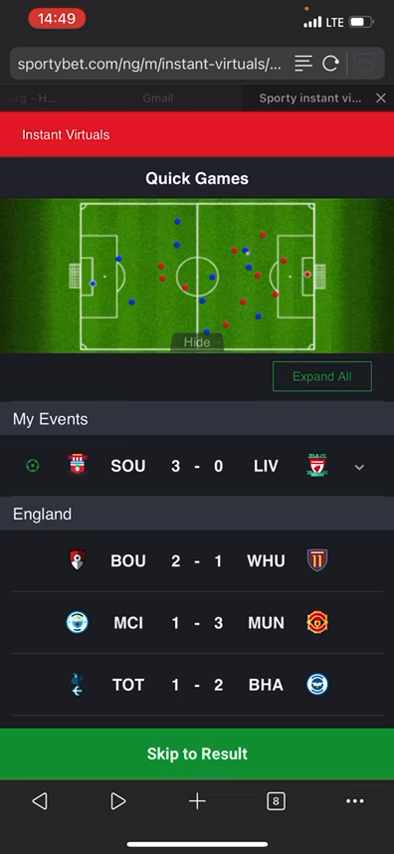 14:49
LTE
sportybet.com/ng/m/instant-virtuals/...
org - H...
Gmail
Sporty instant vi...
Instant Virtuals
Quick Games
Hide
Expand All
My Events
SOU 3 - 0 LIV
England
BOU 2 - 1 WHU
MCI 1 - 3 MUN
TOT 1 - 2 BHA
Skip to Result
8